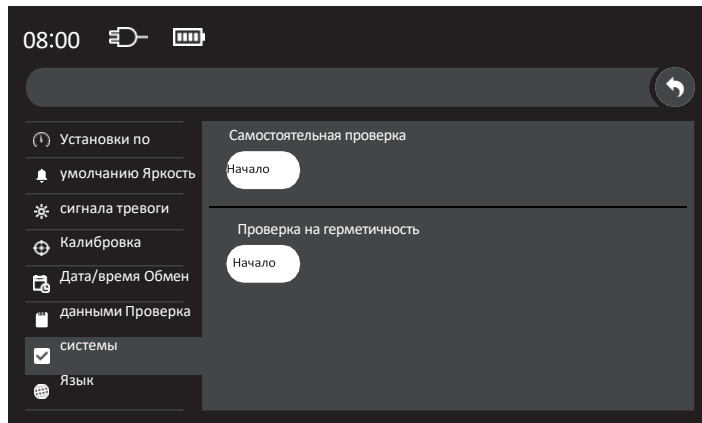 08:00
Установки по
умолчанию Яркость
сигнала тревоги
Калибровка
Дата/время Обмен
данными Проверка
системы
Язык
Самостоятельная проверка
Начало
Проверка на герметичность
Начало